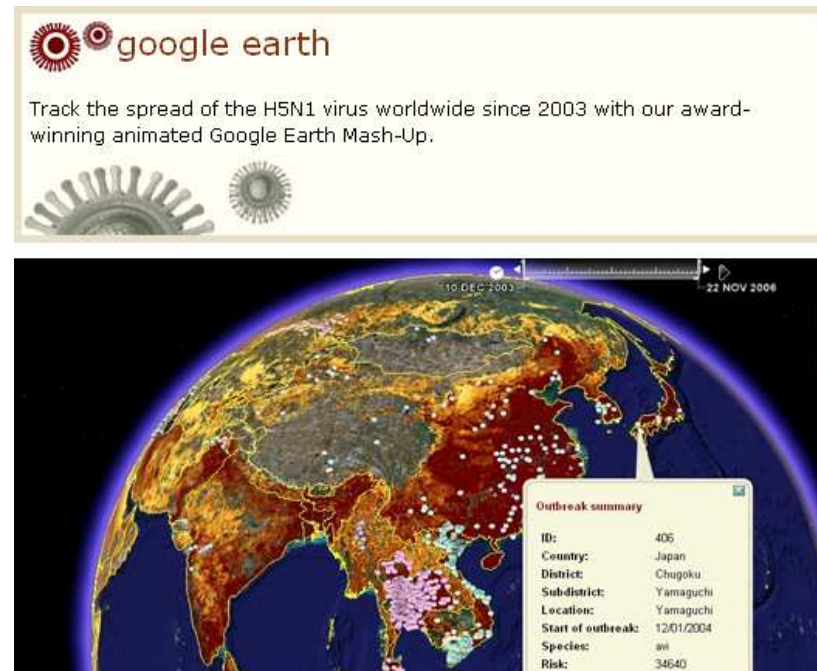 google earth
Track the spread of the H5N1 virus worldwide since 2003 with our award-
winning animated Google Earth Mash-Up.
10 DEC 2003
22 NOV 2006
Outbreak summary
ID: 406
Country: Japan
District: Chugoku
Subdistrict: Yamaguchi
Location: Yamaguchi
Start of outbreak: 12/01/2004
Species: avi
Risk: 34640